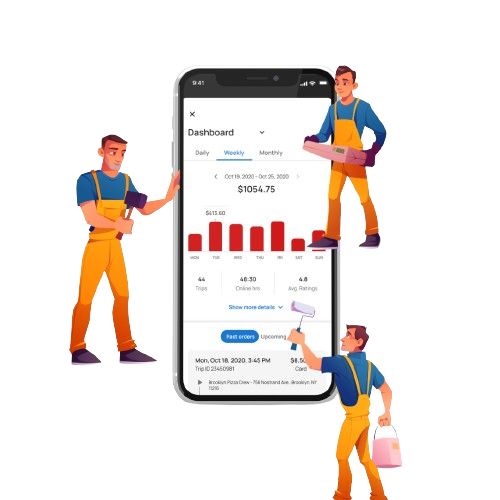 9:41
Dashboard
Daily Weekly Monthly
Oct 19, 2020 - Oct 25, 2020
$1054.75
$415.60
MON TUE WED THU FRI SAT SUN
44 48:30 4.8
Trips Online hrs Avg. Ratings
Show more details
Past orders Upcoming
Mon, Oct 18, 2020, 3:45 PM $6.50
Trip ID 23450981 Card
Brooklyn Pizza Crew - 758 Nostrand Ave, Brooklyn, NY
11216